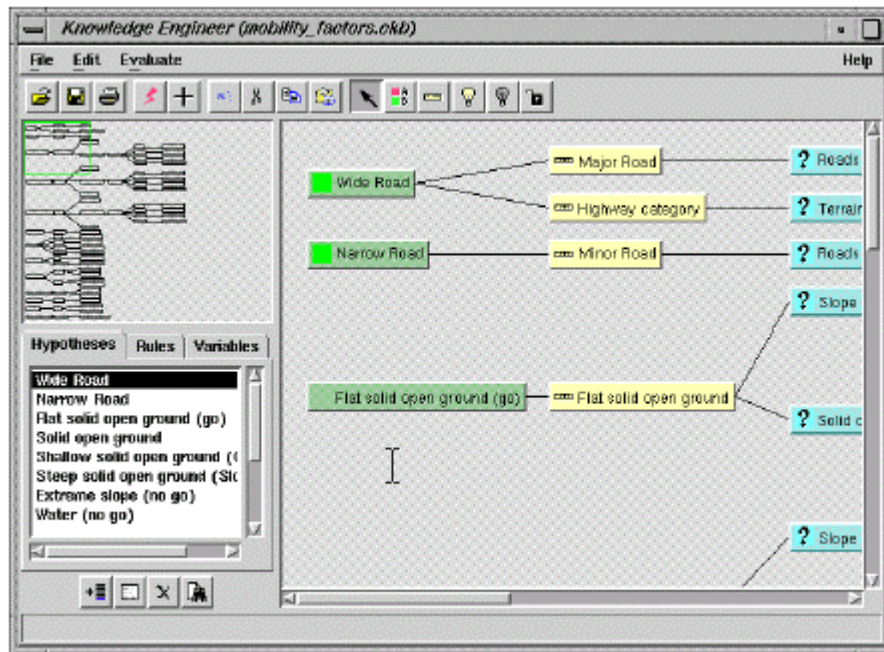 Knowledge Engineer (mobility_factors.ckb)
File Edit Evaluate Help
Wide Road
Major Road
? Roads
Highway category
? Terrain
Narrow Road
Minor Road
? Roads
? Slope
Flat solid open ground (go)
Flat solid open ground
? Solid
? Slope
Hypotheses Rules Variables
Wide Road
Narrow Road
Flat solid open ground (go)
Solid open ground
Shallow solid open ground
Steep solid open ground
Extreme slope (no go)
Water (no go)